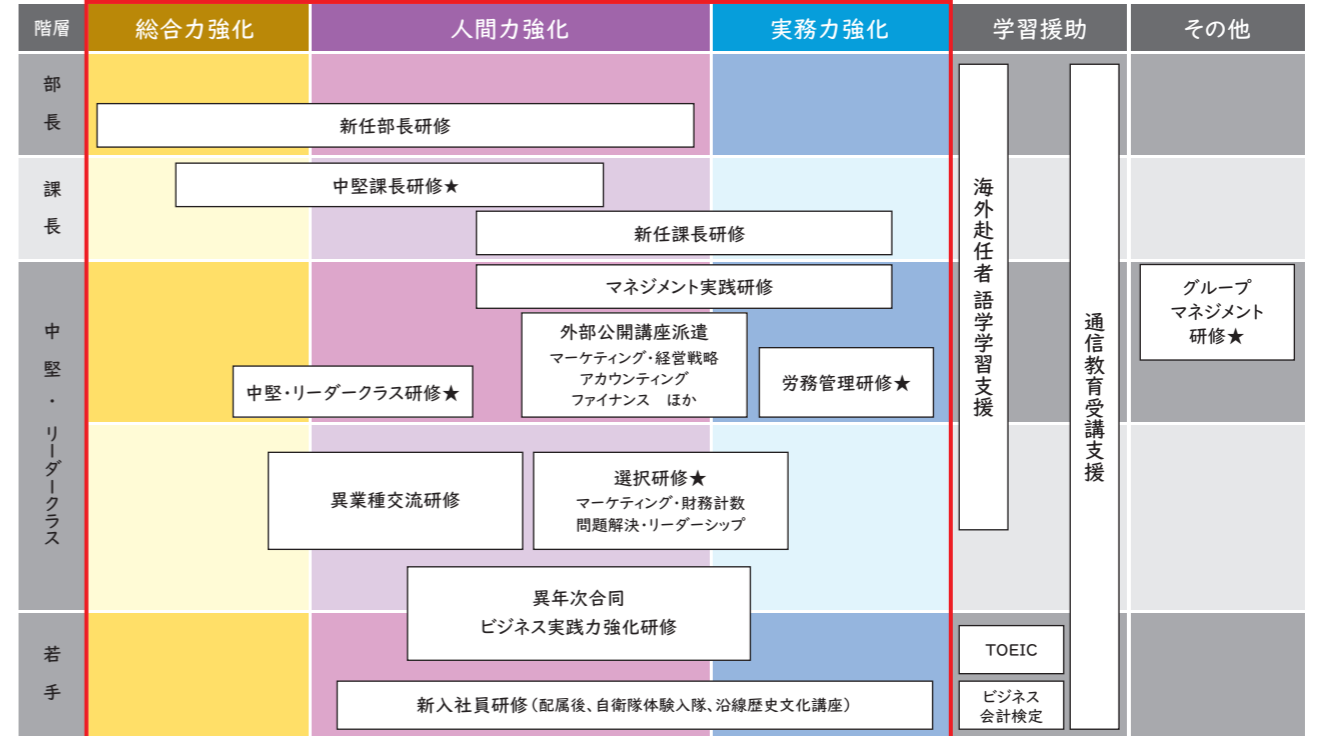 階層
総合力強化
人間力強化
実務力強化
学習援助
その他
部長
新任部長研修
課長
中堅課長研修★
新任課長研修
中堅・リーダークラス
マネジメント実践研修
外部公開講座派遣
マーケティング・経営戦略
アカウンティング
ファイナンス ほか
中堅・リーダークラス研修★
労務管理研修★
異業種交流研修
選択研修★
マーケティング・財務計数
問題解決・リーダーシップ
異年次合同
ビジネス実践力強化研修
若手
新入社員研修(配属後、自衛隊体験入隊、沿線歴史文化講座)
海外赴任者 語学学習支援
通信教育受講支援
TOEIC
ビジネス
会計検定
グループ
マネジメント
研修★